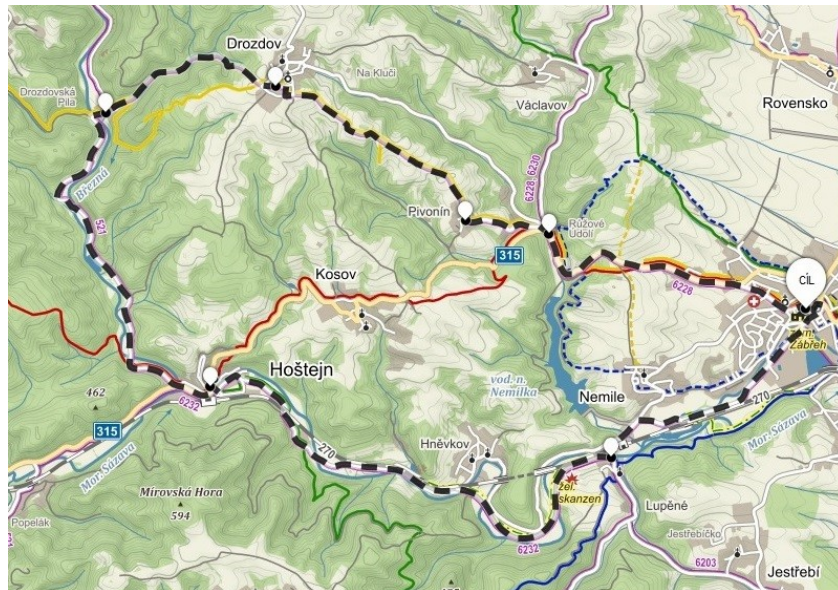 Drozdov
Na Klúči
Václavov
Rovensko
Drozdovská
Pila
Březná
6228, 6230
Pivonín
Růžové
Údolí
521
315
Kosov
CÍL
6228
Zábřeh
Hoštejn
vod. n.
Nemilka
Nemile
462
6232
270
315
270
Mor. Sázava
Mor. Sázava
Hněvkov
Mírovská Hora
594
žel.
skanzen
Lupěné
Popelák
6232
Jestřebíčko
6203
Jestřebí